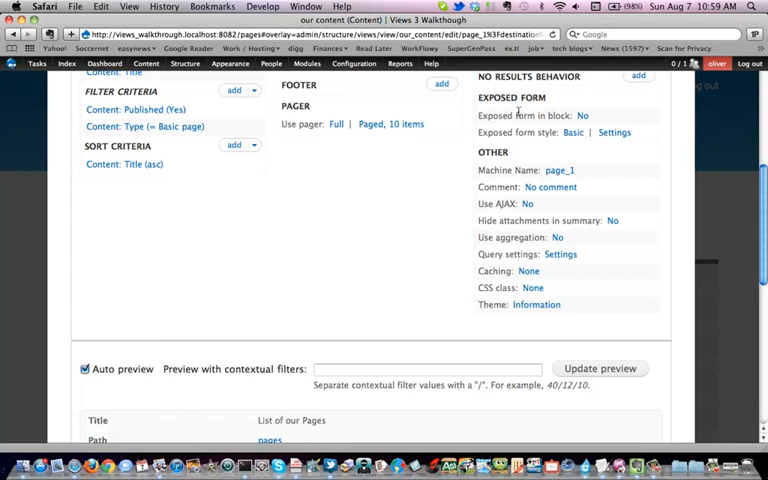 Safari File Edit View History Bookmarks Develop Window Help (98%) Sun Aug 7 10:59 AM
our content (Content) | Views 3 Walkthrough
http://views_walkthrough.localhost:8082/pages#overlay=admin/structure/views/view/our_content/edit/page_1%3Fdestination Google
Yahoo! Soccernet easynews Google Reader Work / Hosting digg Finances Read Later WorkFlowy SuperGenPass ex.tl job tech blogs News (1597) Scan for Privacy
Tasks Index Dashboard Content Structure Appearance People Modules Configuration Reports Help 0 / 1 oliver Log out
Content: Title
FILTER CRITERIA add
Content: Published (Yes)
Content: Type (= Basic page)
SORT CRITERIA add
Content: Title (asc)
FOOTER add
PAGER
Use pager: Full | Paged, 10 items
NO RESULTS BEHAVIOR add
EXPOSED FORM
Exposed form in block: No
Exposed form style: Basic | Settings
OTHER
Machine Name: page_1
Comment: No comment
Use AJAX: No
Hide attachments in summary: No
Use aggregation: No
Query settings: Settings
Caching: None
CSS class: None
Theme: Information
og out
Auto preview Preview with contextual filters: Update preview
Separate contextual filter values with a "/". For example, 40/12/10.
Title List of our Pages
Path pages